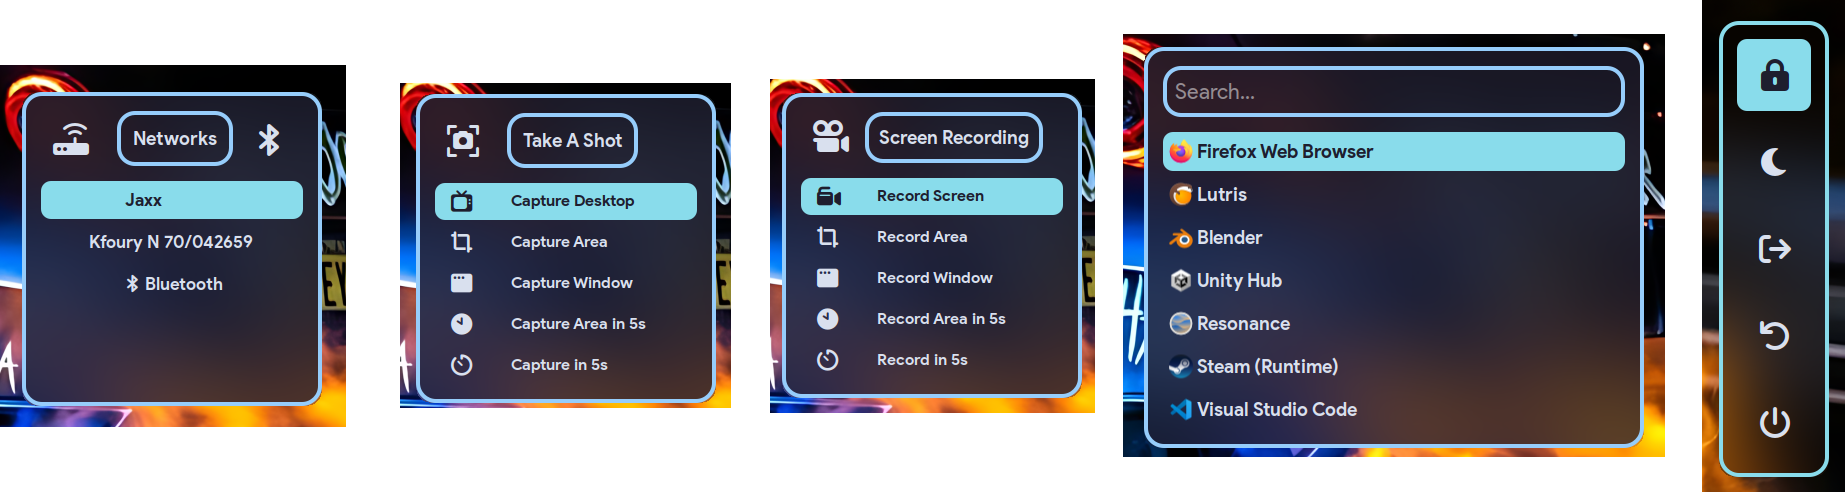 Networks
Jaxx
Kfoury N 70/042659
Bluetooth
Take A Shot
Capture Desktop
Capture Area
Capture Window
Capture Area in 5s
Capture in 5s
Screen Recording
Record Screen
Record Area
Record Window
Record Area in 5s
Record in 5s
Search...
Firefox Web Browser
Lutris
Blender
Unity Hub
Resonance
Steam (Runtime)
Visual Studio Code